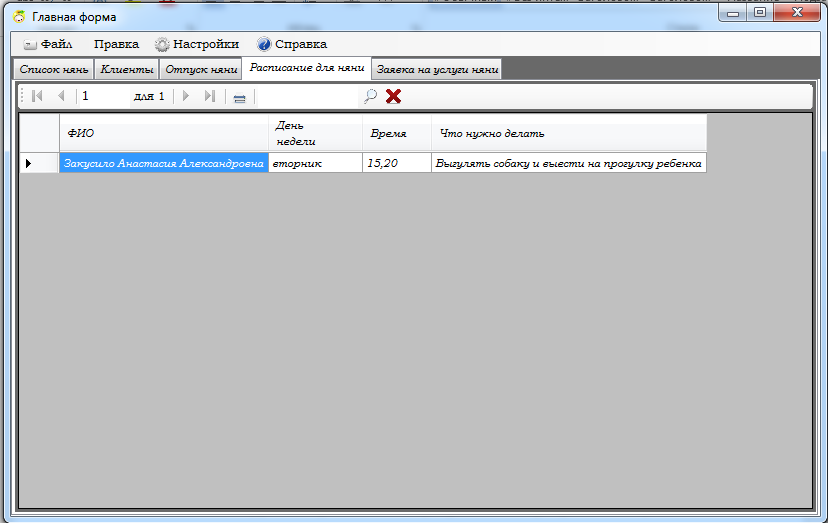 Главная форма
Файл Правка Настройки Справка
Список нянь Клиенты Отпуск няни Расписание для няни Заявка на услуги няни
1 для 1
ФИО День недели Время Что нужно делать
Закусило Анастасия Александровна вторник 15,20 Выгулять собаку и вывести на прогулку ребенка